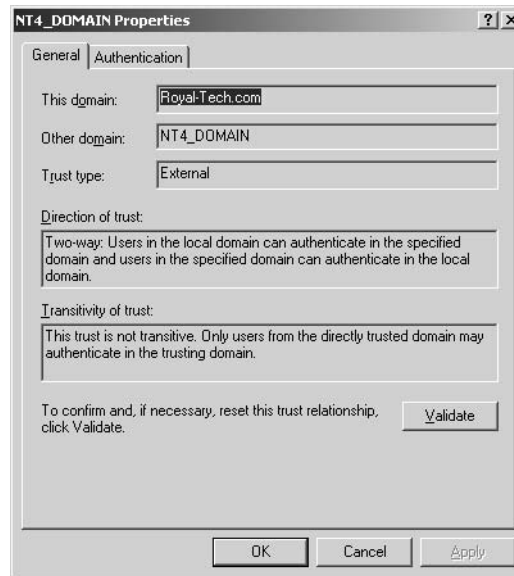 NT4_DOMAIN Properties
General Authentication
This domain: Royal-Tech.com
Other domain: NT4_DOMAIN
Trust type: External
Direction of trust:
Two-way: Users in the local domain can authenticate in the specified
domain and users in the specified domain can authenticate in the local
domain.
Transitivity of trust:
This trust is not transitive. Only users from the directly trusted domain may
authenticate in the trusting domain.
To confirm and, if necessary, reset this trust relationship,
click Validate.
Validate
OK Cancel Apply